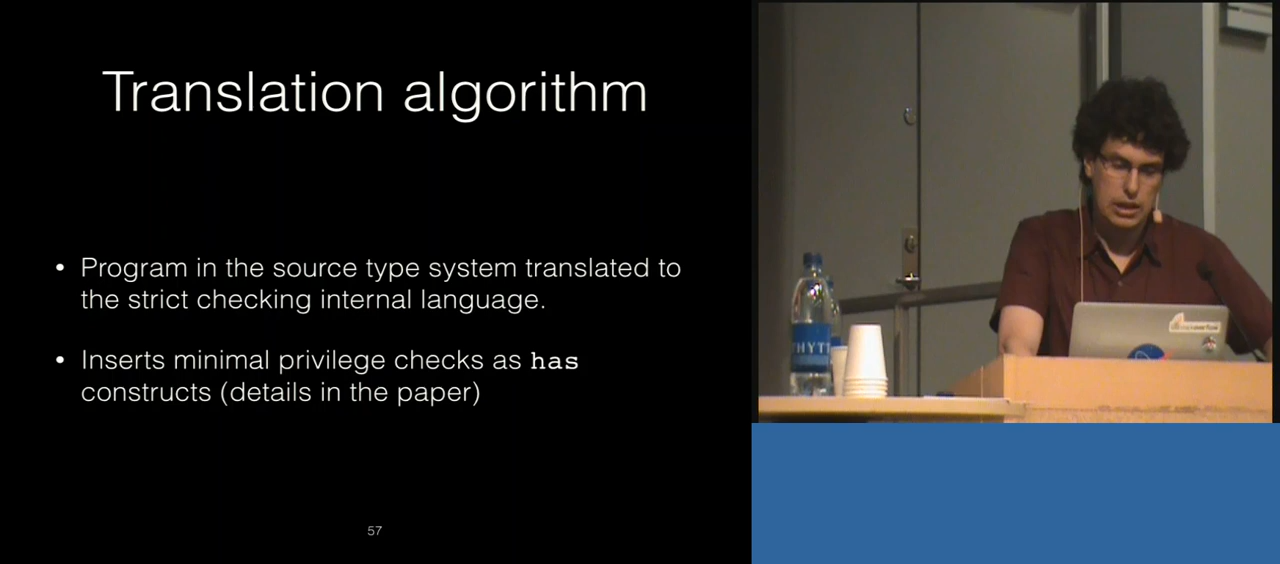 Translation algorithm
• Program in the source type system translated to
the strict checking internal language.
• Inserts minimal privilege checks as has
constructs (details in the paper)
57